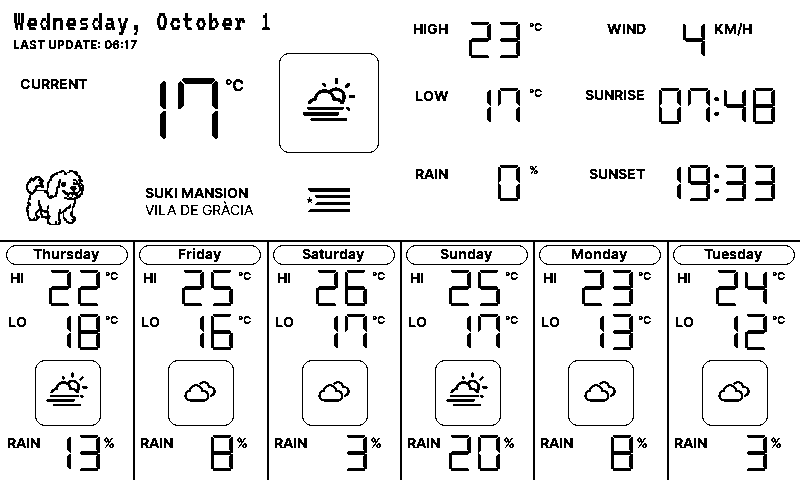 Wednesday, October 1
LAST UPDATE: 06:17
CURRENT 17 °C
HIGH 23 °C
WIND 4 KM/H
LOW 17 °C
SUNRISE 07:48
RAIN 0 %
SUNSET 19:33
SUKI MANSION
VILA DE GRÀCIA
Thursday
HI 22 °C
LO 18 °C
RAIN 13 %
Friday
HI 25 °C
LO 16 °C
RAIN 8 %
Saturday
HI 26 °C
LO 17 °C
RAIN 3 %
Sunday
HI 25 °C
LO 17 °C
RAIN 20 %
Monday
HI 23 °C
LO 13 °C
RAIN 8 %
Tuesday
HI 24 °C
LO 12 °C
RAIN 3 %